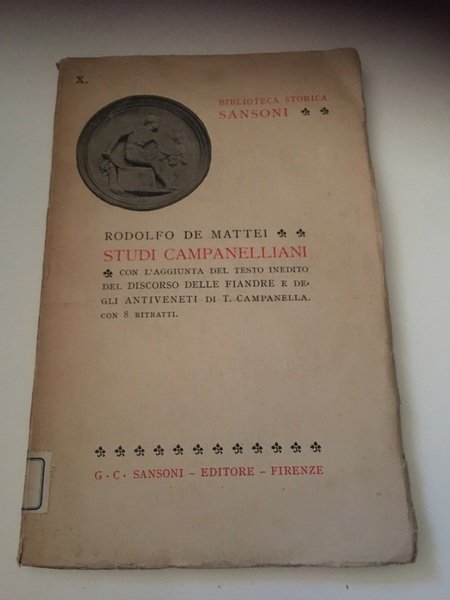 X.
BIBLIOTECA STORICA
SANSONI
RODOLFO DE MATTEI
STUDI CAMPANELLIANI
CON L'AGGIUNTA DEL TESTO INEDITO
DEL DISCORSO DELLE FIANDRE E DE-
GLI ANTIVENETI DI T. CAMPANELLA.
CON 8 RITRATTI.
G. C. SANSONI - EDITORE - FIRENZE